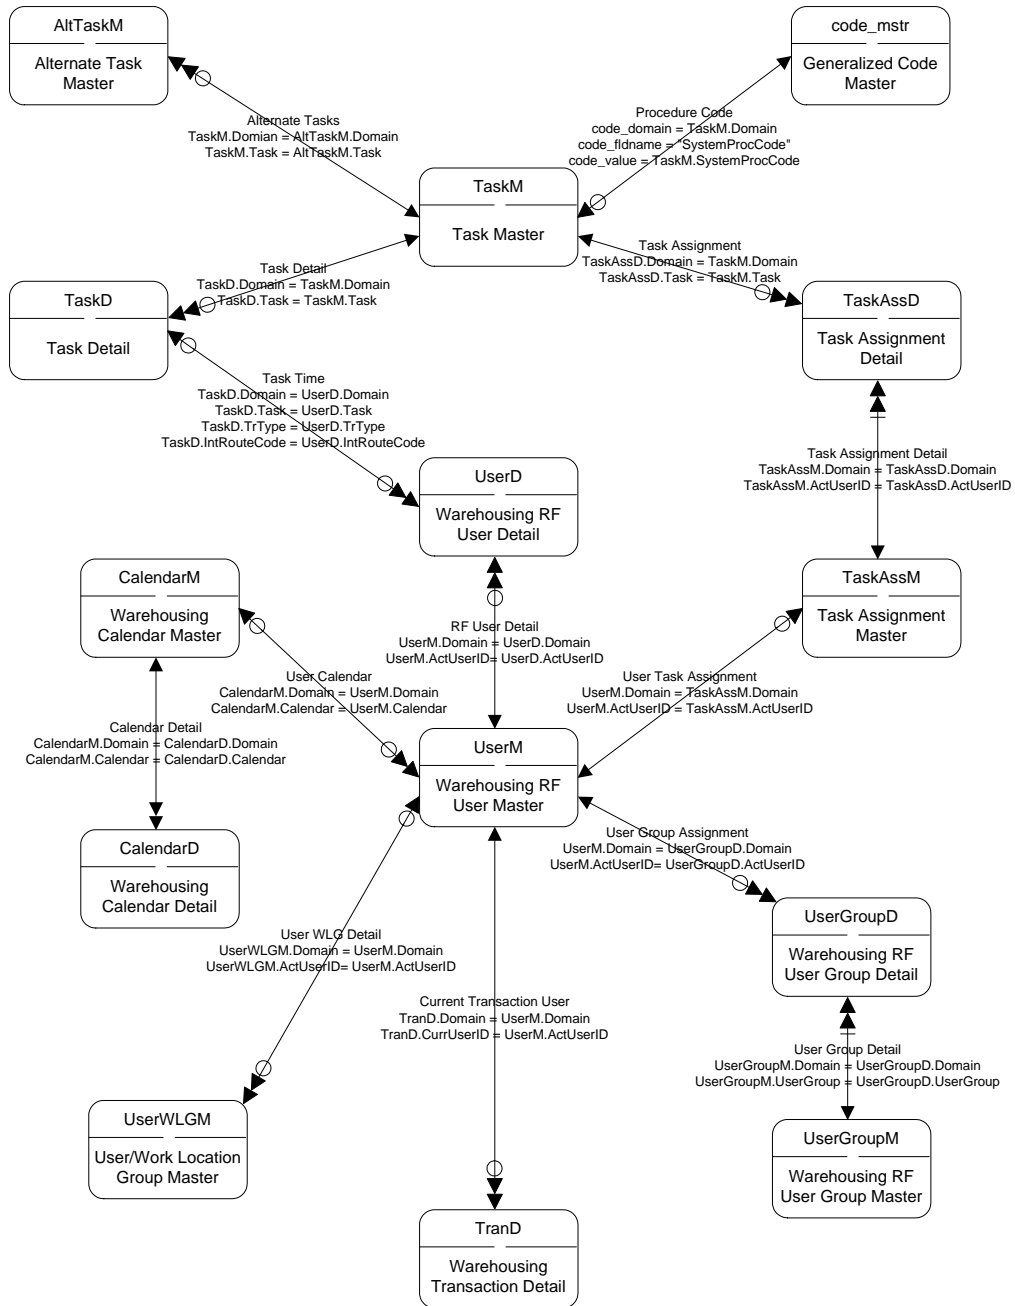 AltTaskM
Alternate Task
Master
code_mstr
Generalized Code
Master
Alternate Tasks
TaskM.Domian = AltTaskM.Domain
TaskM.Task = AltTaskM.Task
Procedure Code
code_domain = TaskM.Domain
code_fldname = "SystemProcCode"
code_value = TaskM.SystemProcCode
TaskM
Task Master
Task Detail
TaskD.Domain = TaskM.Domain
TaskD.Task = TaskM.Task
Task Assignment
TaskAssD.Domain = TaskM.Domain
TaskAssD.Task = TaskM.Task
TaskD
Task Detail
TaskAssD
Task Assignment
Detail
Task Time
TaskD.Domain = UserD.Domain
TaskD.Task = UserD.Task
TaskD.TrType = UserD.TrType
TaskD.IntRouteCode = UserD.IntRouteCode
Task Assignment Detail
TaskAssM.Domain = TaskAssD.Domain
TaskAssM.ActUserID = TaskAssD.ActUserID
UserD
Warehousing RF
User Detail
CalendarM
Warehousing
Calendar Master
TaskAssM
Task Assignment
Master
RF User Detail
UserM.Domain = UserD.Domain
UserM.ActUserID= UserD.ActUserID
User Calendar
CalendarM.Domain = UserM.Domain
CalendarM.Calendar = UserM.Calendar
User Task Assignment
UserM.Domain = TaskAssM.Domain
UserM.ActUserID = TaskAssM.ActUserID
Calendar Detail
CalendarM.Domain = CalendarD.Domain
CalendarM.Calendar = CalendarD.Calendar
UserM
Warehousing RF
User Master
CalendarD
Warehousing
Calendar Detail
User Group Assignment
UserM.Domain = UserGroupD.Domain
UserM.ActUserID= UserGroupD.ActUserID
User WLG Detail
UserWLGM.Domain = UserM.Domain
UserWLGM.ActUserID= UserM.ActUserID
UserGroupD
Warehousing RF
User Group Detail
Current Transaction User
TranD.Domain = UserM.Domain
TranD.CurrUserID = UserM.ActUserID
User Group Detail
UserGroupM.Domain = UserGroupD.Domain
UserGroupM.UserGroup = UserGroupD.UserGroup
UserWLGM
User/Work Location
Group Master
UserGroupM
Warehousing RF
User Group Master
TranD
Warehousing
Transaction Detail